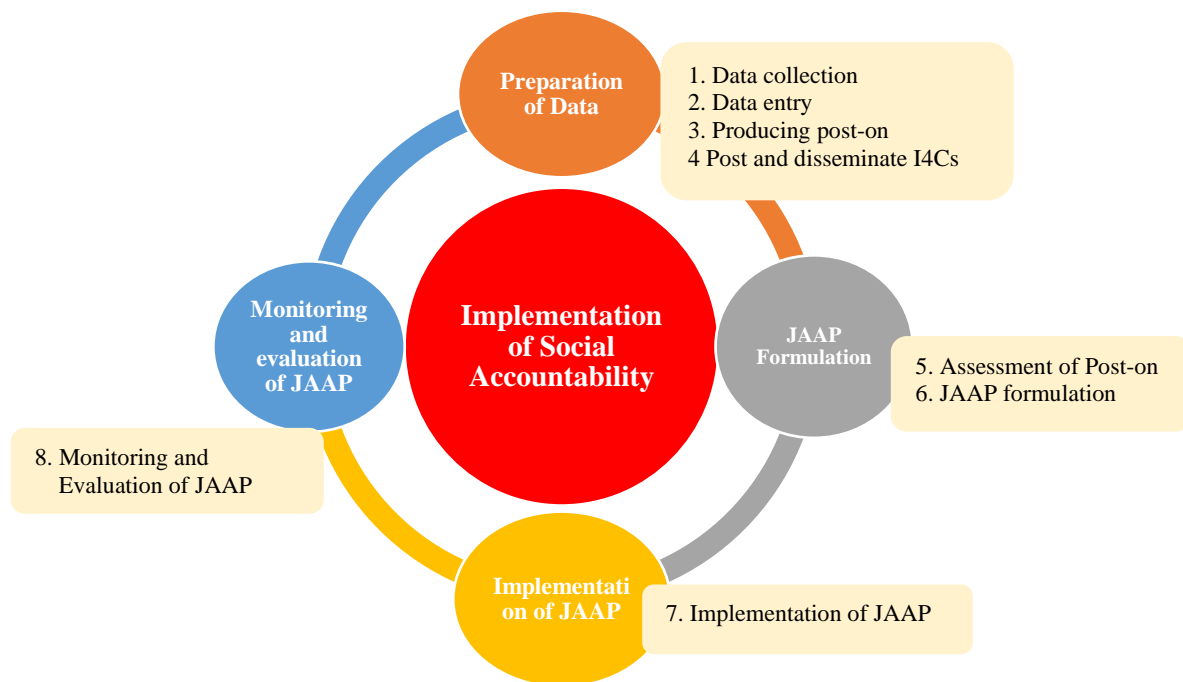 Preparation
of Data
1. Data collection
2. Data entry
3. Producing post-on
4 Post and disseminate I4Cs
Monitoring
and
evaluation
of JAAP
Implementation
of Social
Accountability
JAAP
Formulation
5. Assessment of Post-on
6. JAAP formulation
8. Monitoring and
Evaluation of JAAP
Implementati
on of JAAP
7. Implementation of JAAP